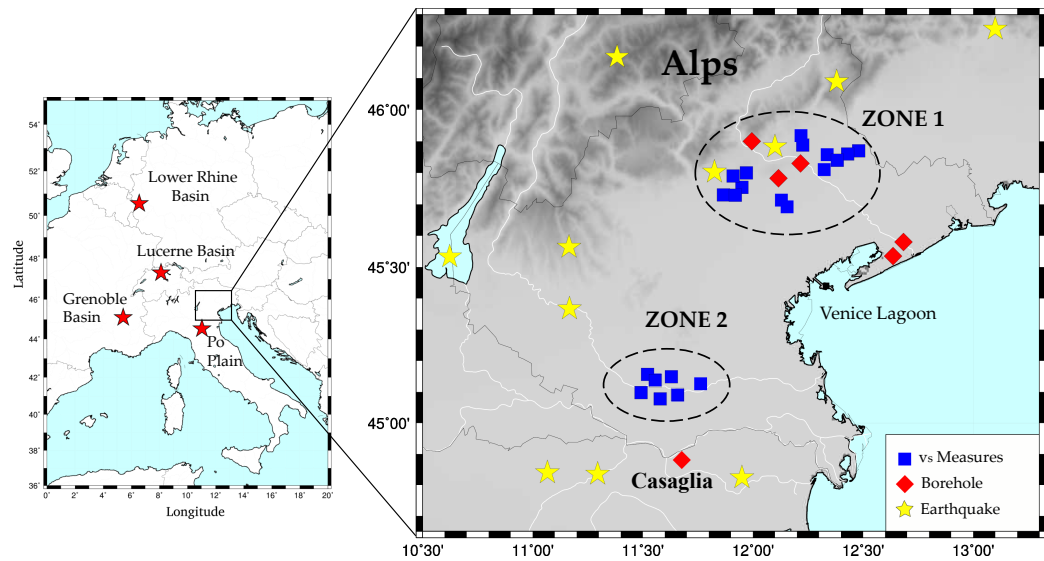 54˚
52˚
50˚
48˚
46˚
44˚
42˚
40˚
38˚
36˚
0˚
2˚
4˚
6˚
8˚
10˚
12˚
14˚
16˚
18˚
20˚
Latitude
Longitude
Lower Rhine
Basin
Lucerne Basin
Grenoble
Basin
Po
Plain
Alps
ZONE 1
ZONE 2
Venice Lagoon
Casaglia
46˚00'
45˚30'
45˚00'
10˚30'
11˚00'
11˚30'
12˚00'
12˚30'
13˚00'
vs Measures
Borehole
Earthquake